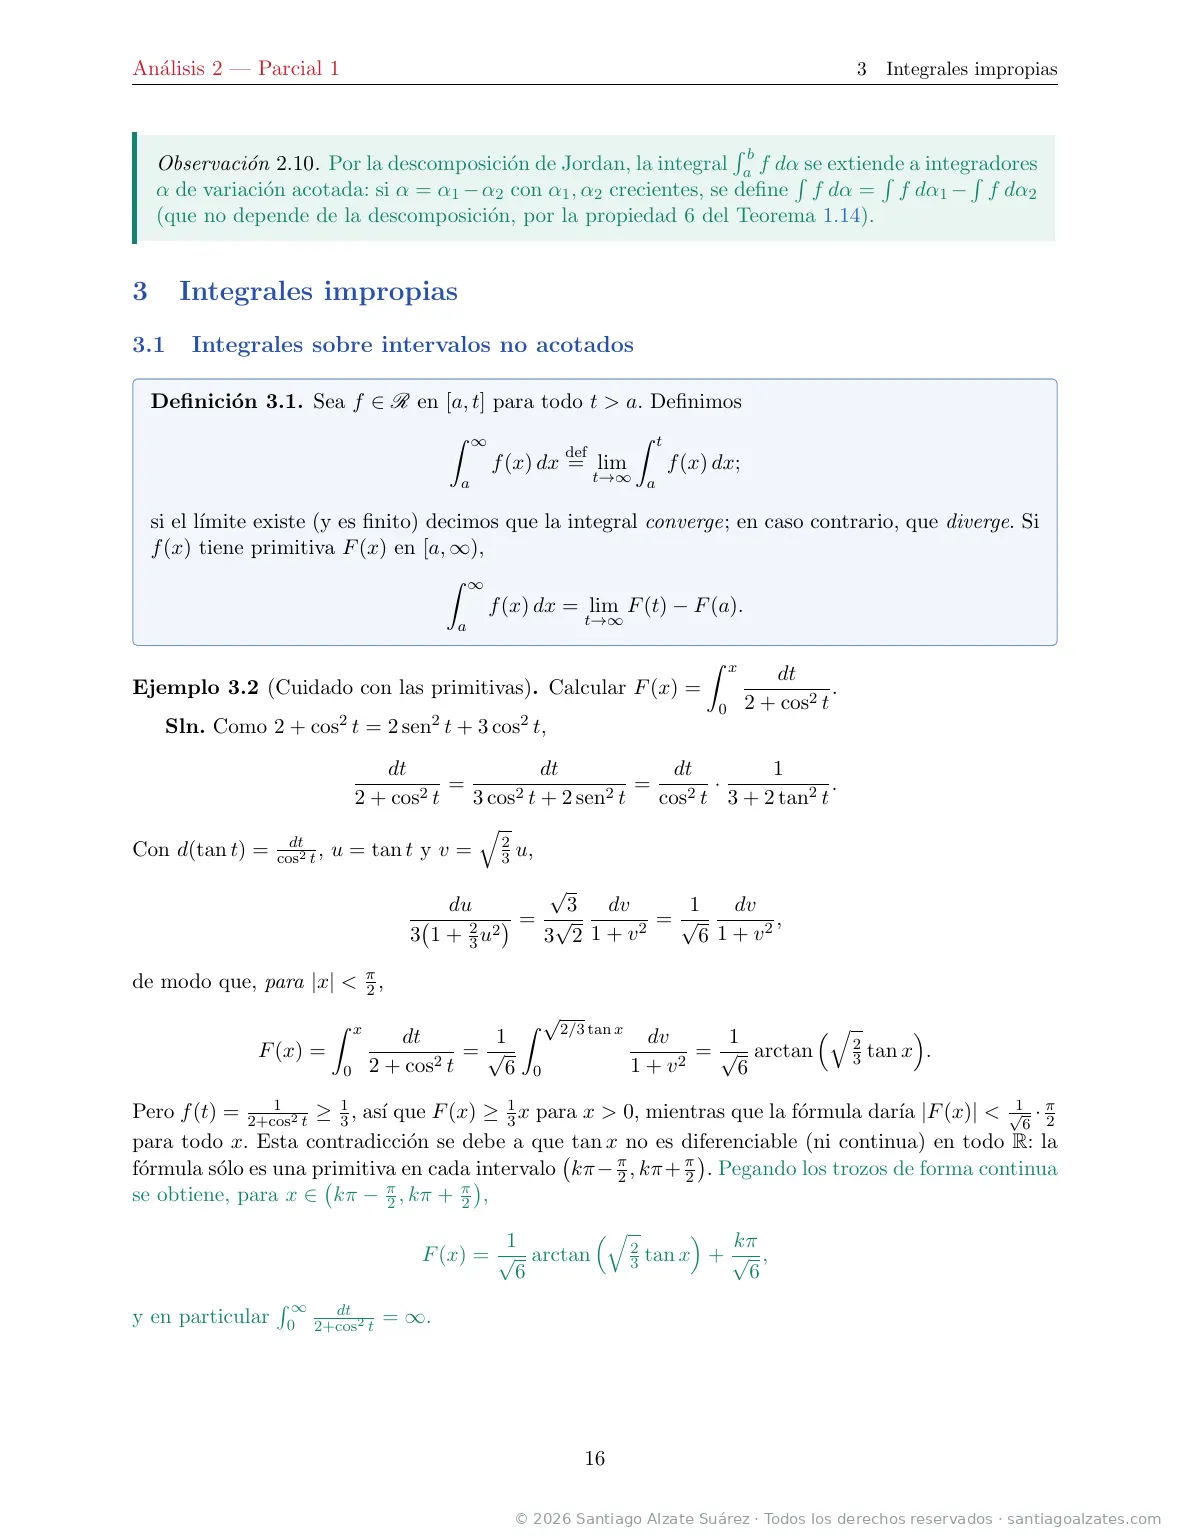 Análisis 2 — Parcial 1
3 Integrales impropias
Observación 2.10. Por la descomposición de Jordan, la integral ∫_a^b f dα se extiende a integradores
α de variación acotada: si α = α₁ − α₂ con α₁, α₂ crecientes, se define ∫ f dα = ∫ f dα₁ − ∫ f dα₂
(que no depende de la descomposición, por la propiedad 6 del Teorema 1.14).
3 Integrales impropias
3.1 Integrales sobre intervalos no acotados
Definición 3.1. Sea f ∈ ℛ en [a, t] para todo t > a. Definimos
∫_a^∞ f(x) dx =^def lim_{t→∞} ∫_a^t f(x) dx;
si el límite existe (y es finito) decimos que la integral converge; en caso contrario, que diverge. Si
f(x) tiene primitiva F(x) en [a, ∞),
∫_a^∞ f(x) dx = lim_{t→∞} F(t) − F(a).
Ejemplo 3.2 (Cuidado con las primitivas). Calcular F(x) = ∫_0^x dt/(2 + cos² t).
Sln. Como 2 + cos² t = 2 sen² t + 3 cos² t,
dt/(2 + cos² t) = dt/(3 cos² t + 2 sen² t) = dt/(cos² t) · 1/(3 + 2 tan² t).
Con d(tan t) = dt/(cos² t), u = tan t y v = √(2/3) u,
du/(3(1 + (2/3)u²)) = √3/(3√2) dv/(1 + v²) = 1/√6 dv/(1 + v²),
de modo que, para |x| < π/2,
F(x) = ∫_0^x dt/(2 + cos² t) = 1/√6 ∫_0^{√(2/3) tan x} dv/(1 + v²) = 1/√6 arctan(√(2/3) tan x).
Pero f(t) = 1/(2+cos² t) ≥ 1/3, así que F(x) ≥ 1/3 x para x > 0, mientras que la fórmula daría |F(x)| < 1/√6 · π/2
para todo x. Esta contradicción se debe a que tan x no es diferenciable (ni continua) en todo ℝ: la
fórmula sólo es una primitiva en cada intervalo (kπ − π/2, kπ + π/2). Pegando los trozos de forma continua
se obtiene, para x ∈ (kπ − π/2, kπ + π/2),
F(x) = 1/√6 arctan(√(2/3) tan x) + kπ/√6,
y en particular ∫_0^∞ dt/(2+cos² t) = ∞.
16
© 2026 Santiago Alzate Suárez · Todos los derechos reservados · santiagoalzates.com